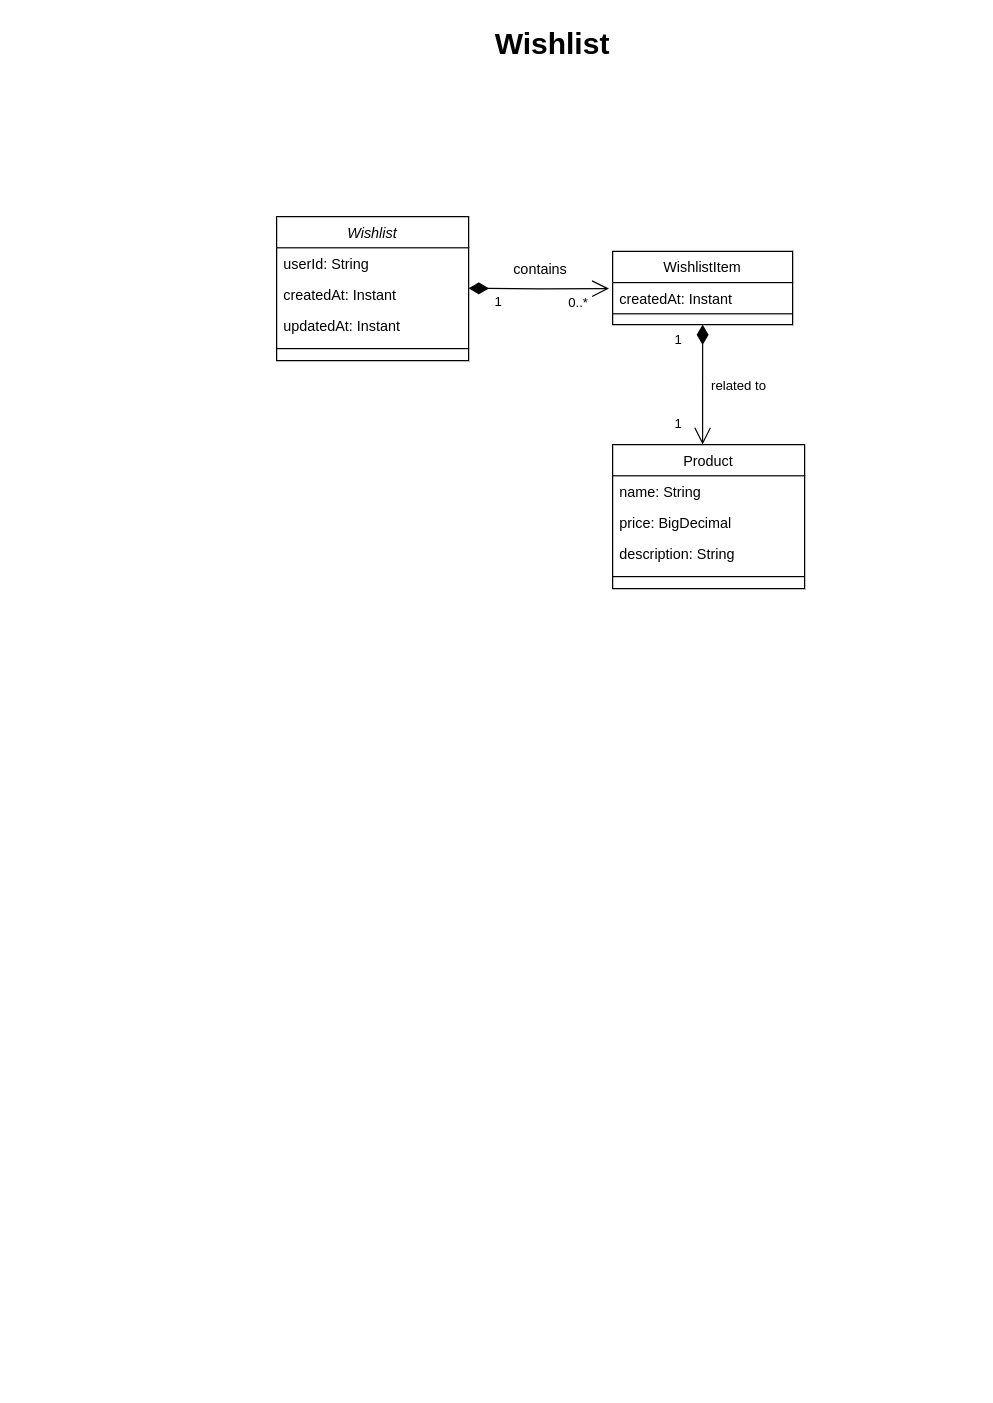 Wishlist
Wishlist
userId: String
createdAt: Instant
updatedAt: Instant
contains
1
0..*
WishlistItem
createdAt: Instant
1
related to
1
Product
name: String
price: BigDecimal
description: String